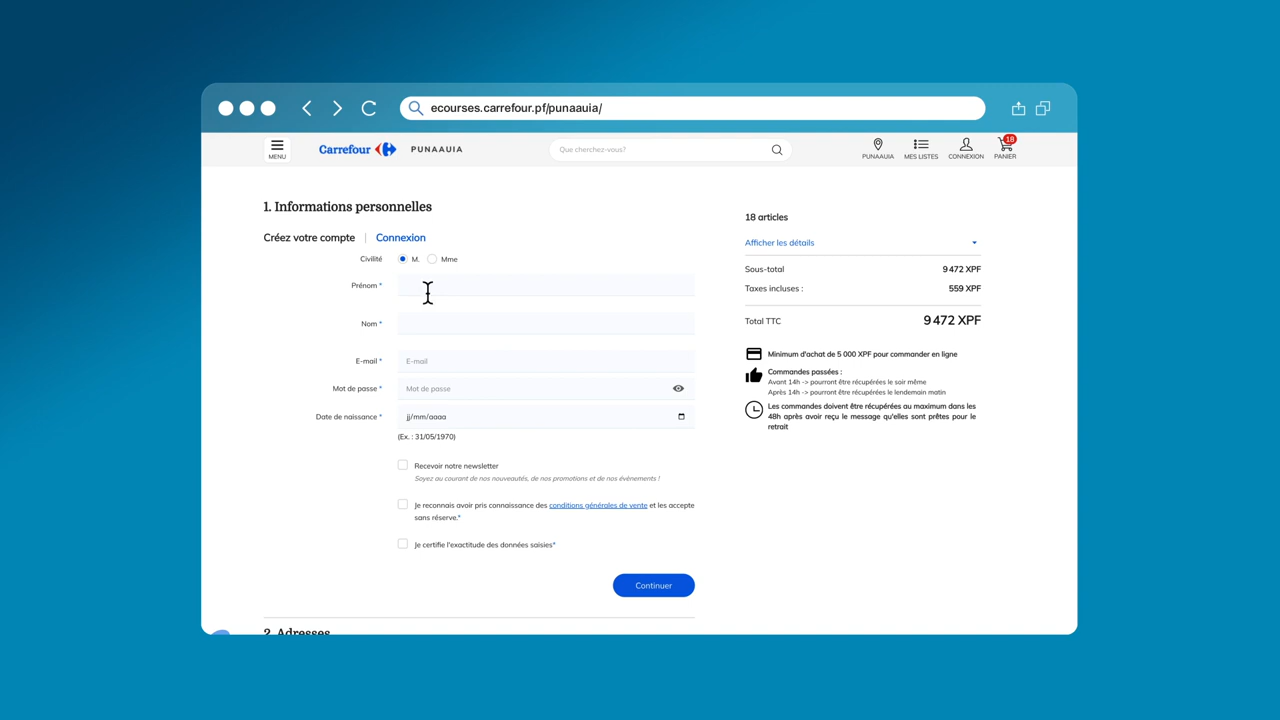 ecourses.carrefour.pf/punaauia/
MENU
Carrefour PUNAAUIA
Que cherchez-vous?
PUNAAUIA
MES LISTES
CONNEXION
18
PANIER
1. Informations personnelles
Créez votre compte | Connexion
Civilité M. Mme
Prénom *
Nom *
E-mail * E-mail
Mot de passe * Mot de passe
Date de naissance * jj/mm/aaaa
(Ex. : 31/05/1970)
Recevoir notre newsletter
Soyez au courant de nos nouveautés, de nos promotions et de nos évènements !
Je reconnais avoir pris connaissance des conditions générales de vente et les accepte
sans réserve.*
Je certifie l'exactitude des données saisies*
Continuer
2. Adresses
18 articles
Afficher les détails
Sous-total 9 472 XPF
Taxes incluses : 559 XPF
Total TTC 9 472 XPF
Minimum d'achat de 5 000 XPF pour commander en ligne
Commandes passées :
Avant 14h -> pourront être récupérées le soir même
Après 14h -> pourront être récupérées le lendemain matin
Les commandes doivent être récupérées au maximum dans les
48h après avoir reçu le message qu'elles sont prêtes pour le
retrait